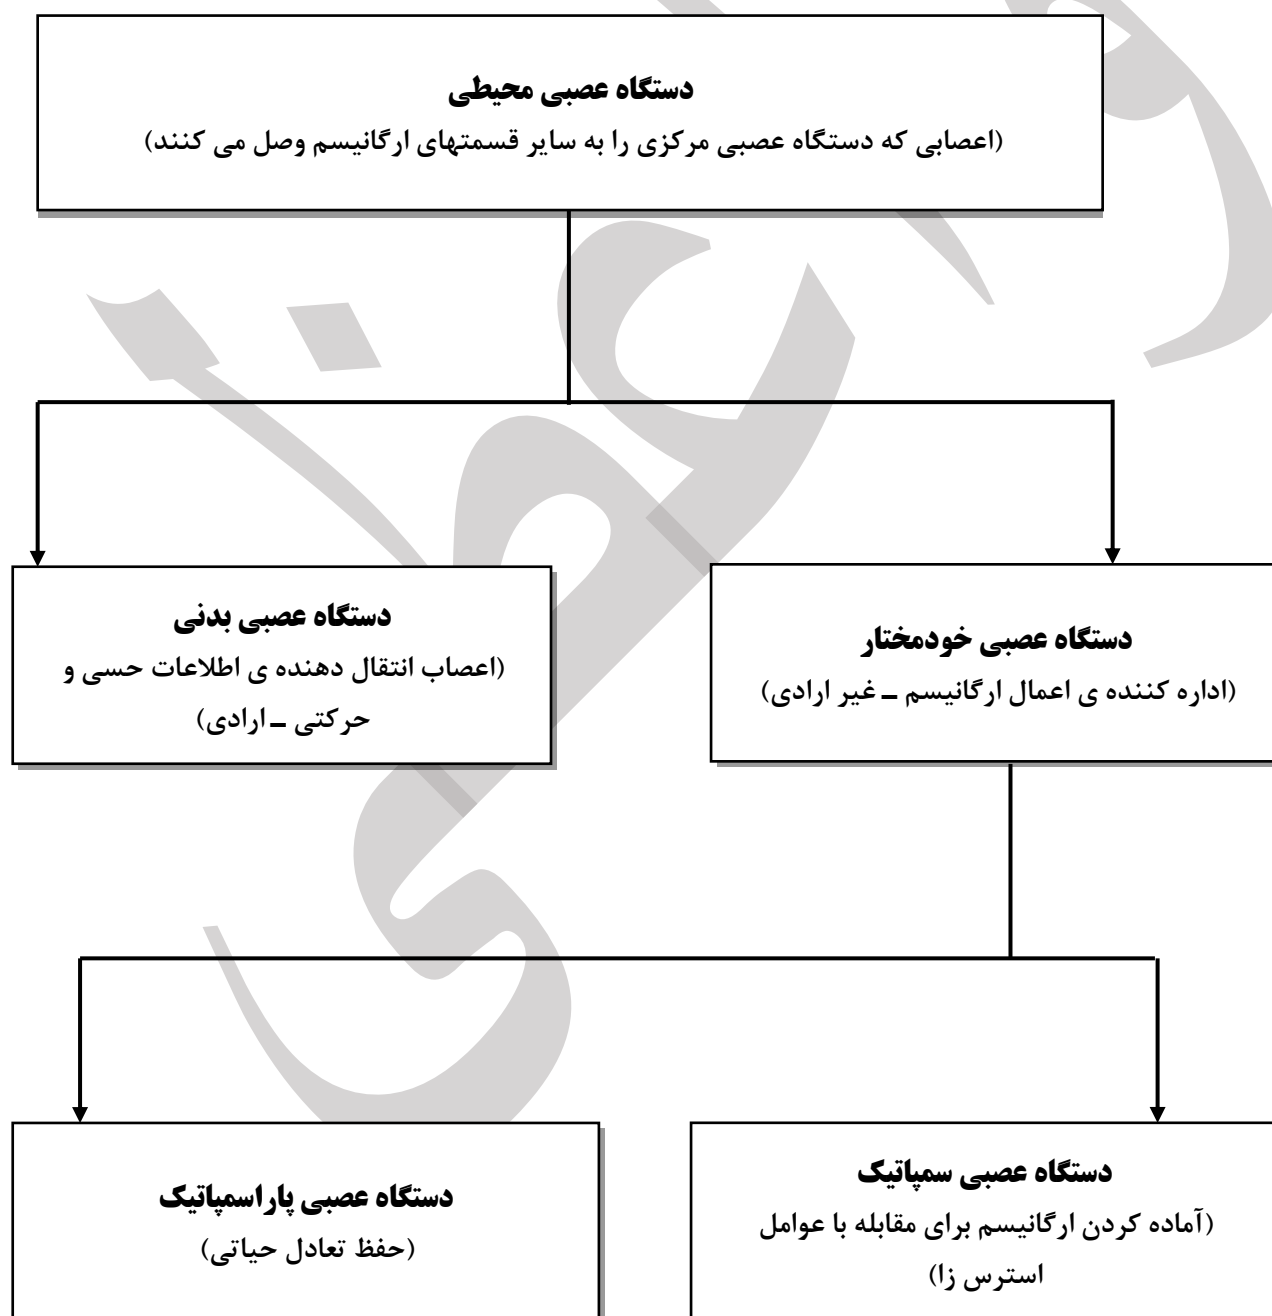 دستگاه عصبی محیطی
(اعصابی که دستگاه عصبی مرکزی را به سایر قسمتهای ارگانیسم وصل می کنند)
دستگاه عصبی خودمختار
(اداره کننده ی اعمال ارگانیسم ـ غیر ارادی)
دستگاه عصبی بدنی
(اعصاب انتقال دهنده ی اطلاعات حسی و
حرکتی ـ ارادی)
دستگاه عصبی سمپاتیک
(آماده کردن ارگانیسم برای مقابله با عوامل
استرس زا)
دستگاه عصبی پاراسمپاتیک
(حفظ تعادل حیاتی)